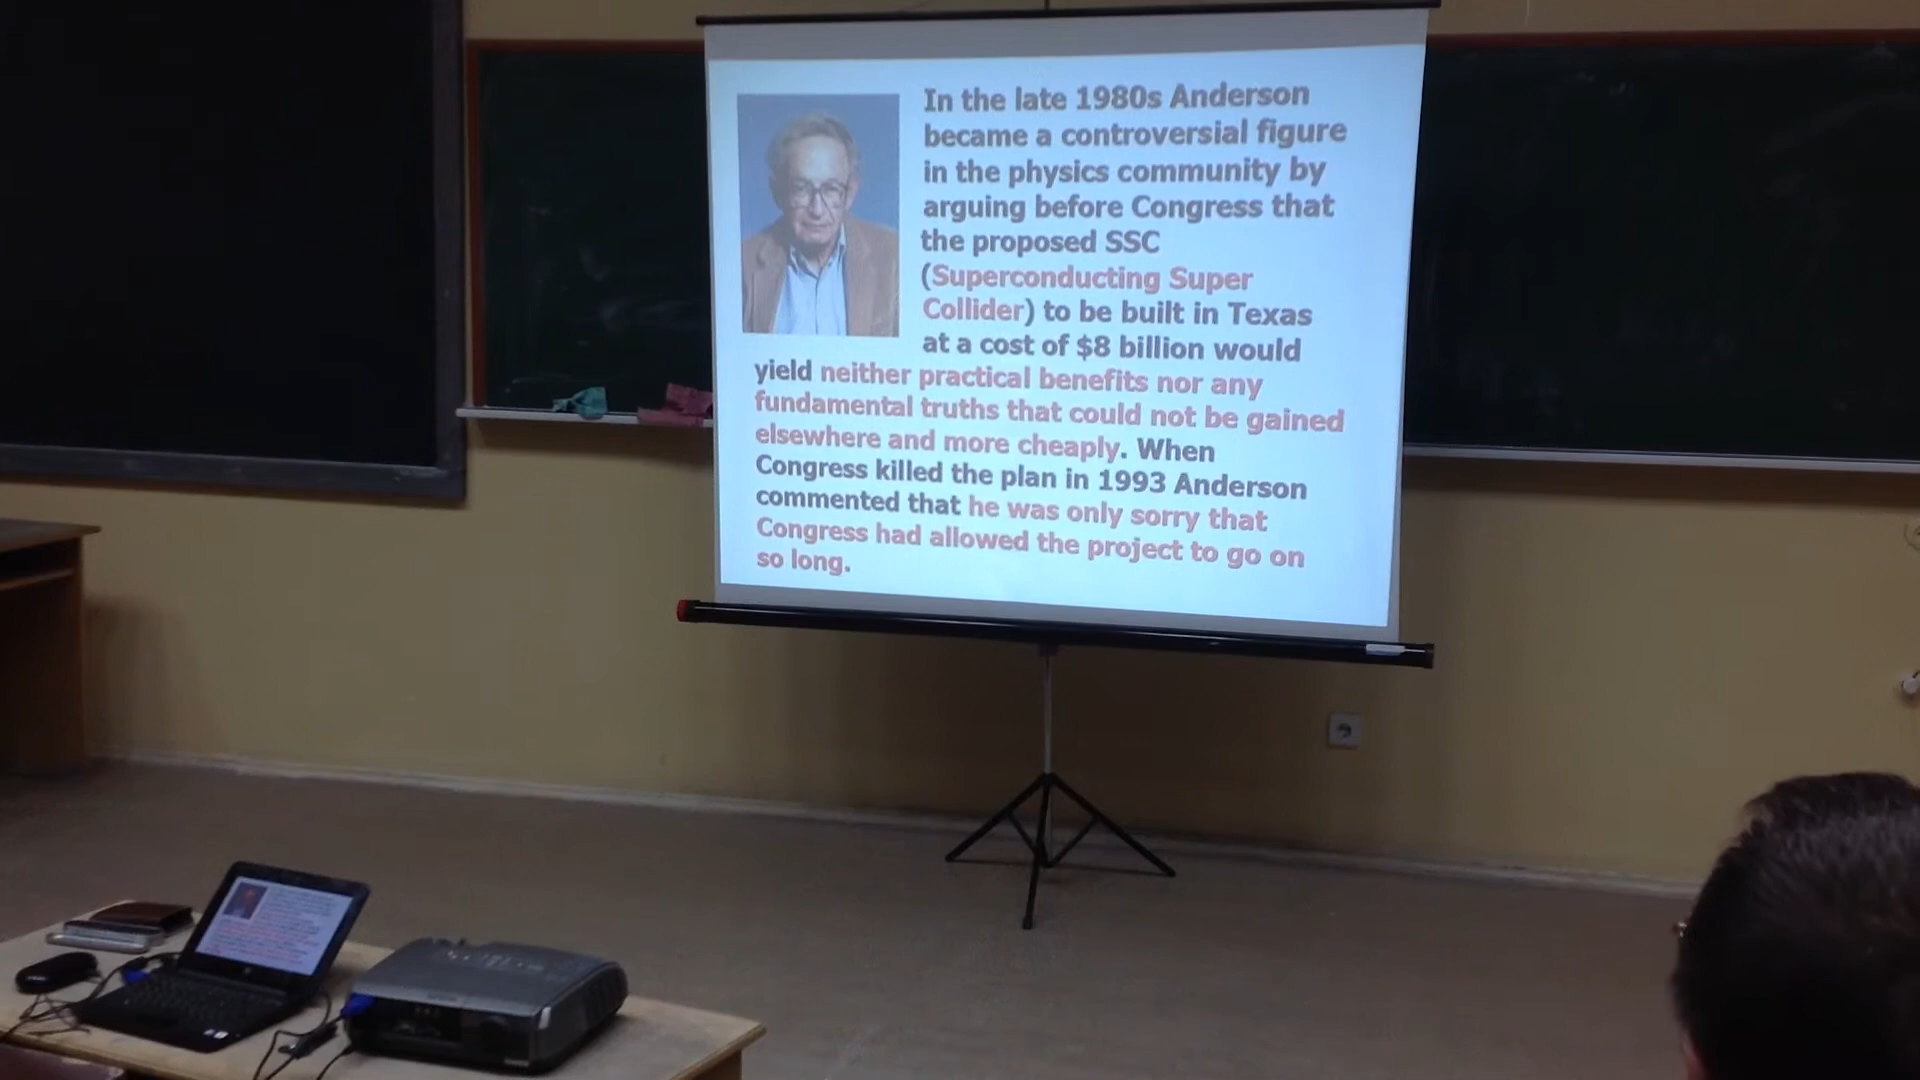 In the late 1980s Anderson
became a controversial figure
in the physics community by
arguing before Congress that
the proposed SSC
(Superconducting Super
Collider) to be built in Texas
at a cost of $8 billion would
yield neither practical benefits nor any
fundamental truths that could not be gained
elsewhere and more cheaply. When
Congress killed the plan in 1993 Anderson
commented that he was only sorry that
Congress had allowed the project to go on
so long.